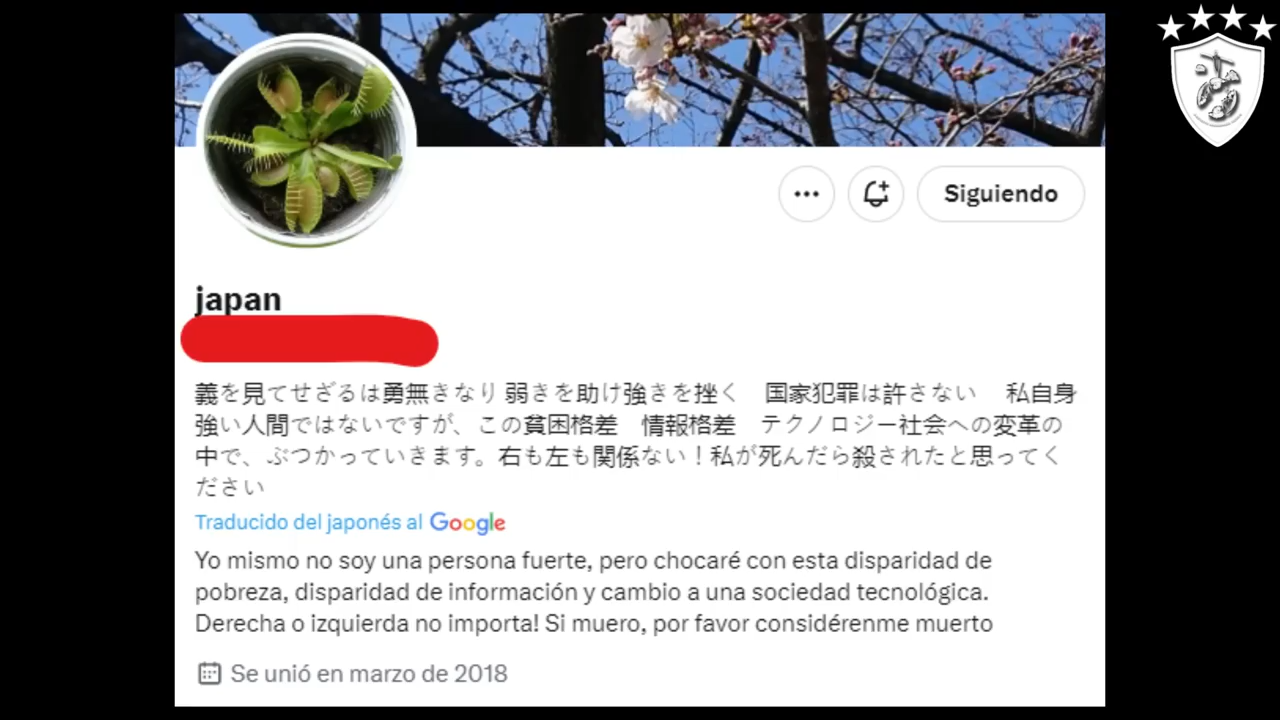 Siguiendo
japan
義を見てせざるは勇無きなり 弱きを助け強きを挫く　国家犯罪は許さない　私自身
強い人間ではないですが、この貧困格差　情報格差　テクノロジー社会への変革の
中で、ぶつかっていきます。右も左も関係ない！私が死んだら殺されたと思ってく
ださい
Traducido del japonés al Google
Yo mismo no soy una persona fuerte, pero chocaré con esta disparidad de
pobreza, disparidad de información y cambio a una sociedad tecnológica.
Derecha o izquierda no importa! Si muero, por favor considérenme muerto
Se unió en marzo de 2018